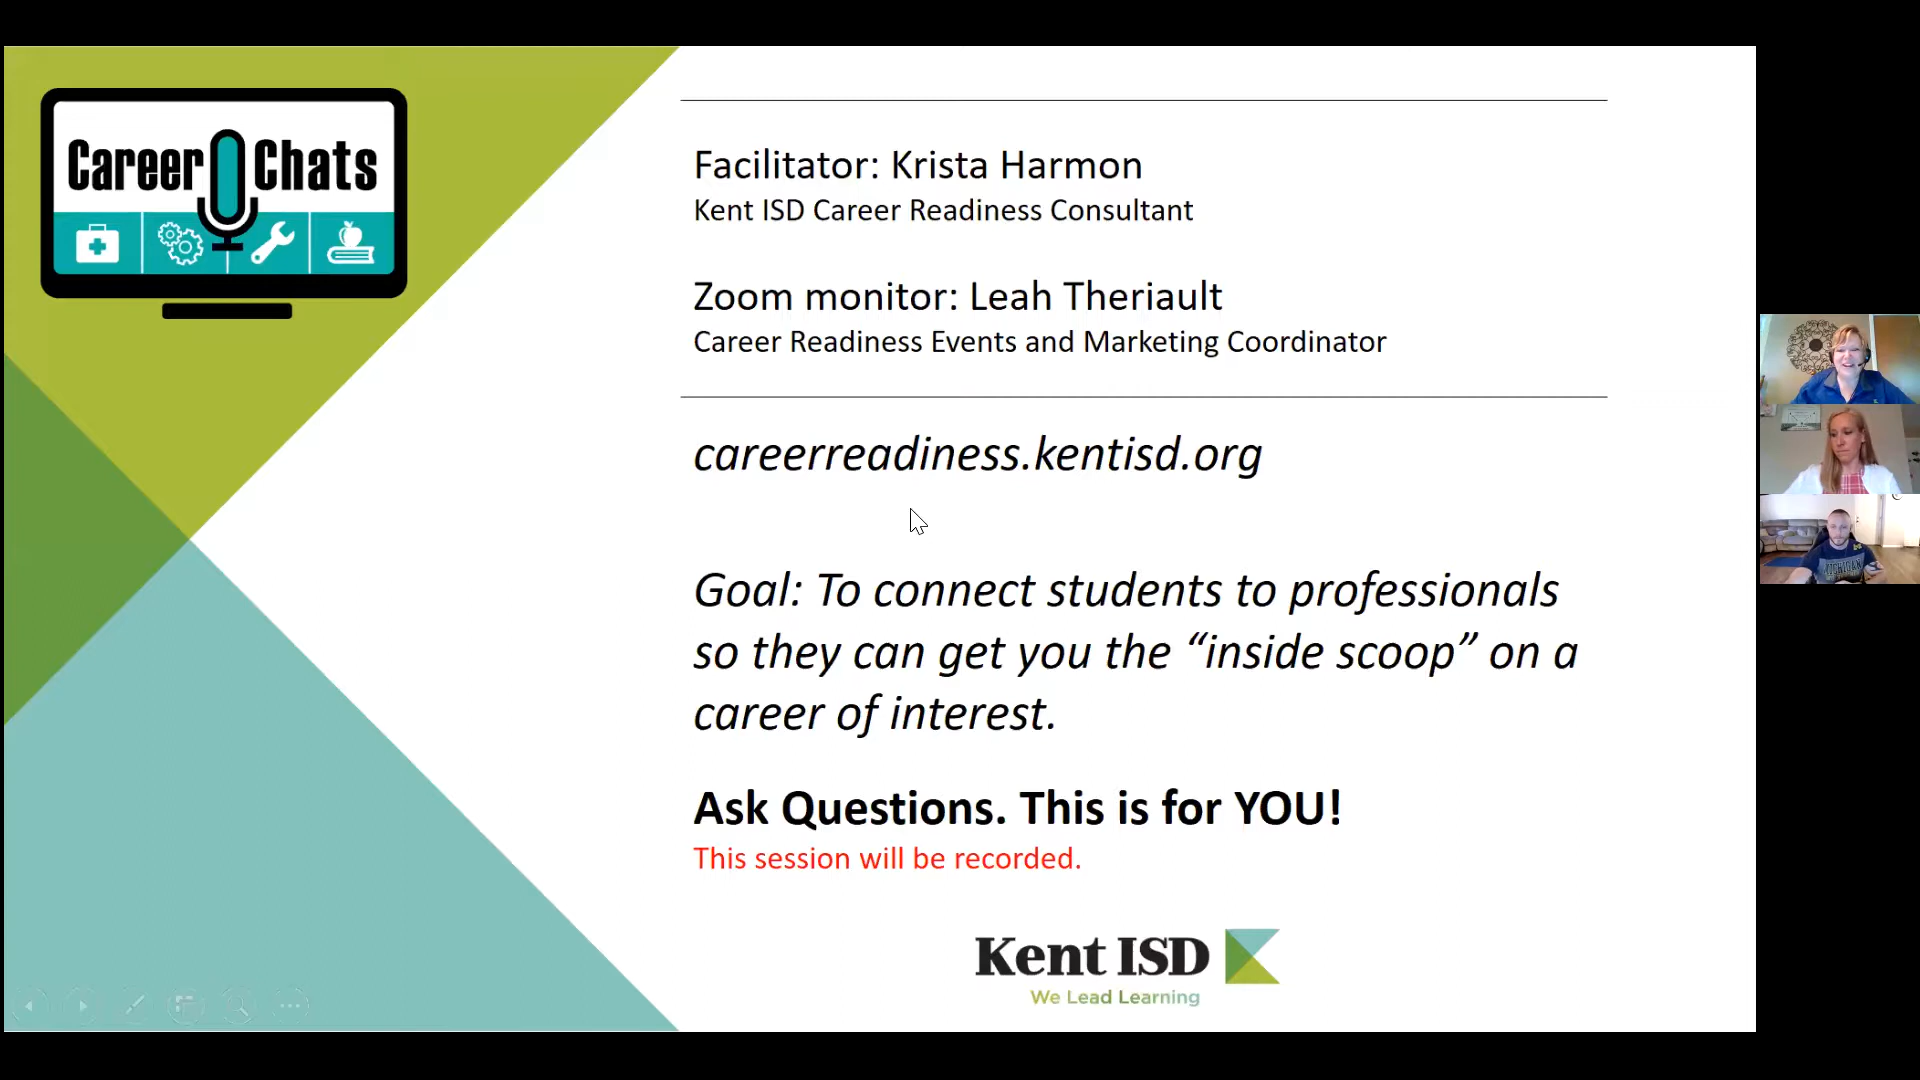 Career Chats
Facilitator: Krista Harmon
Kent ISD Career Readiness Consultant
Zoom monitor: Leah Theriault
Career Readiness Events and Marketing Coordinator
careerreadiness.kentisd.org
Goal: To connect students to professionals
so they can get you the “inside scoop” on a
career of interest.
Ask Questions. This is for YOU!
This session will be recorded.
Kent ISD
We Lead Learning
MICHIGAN